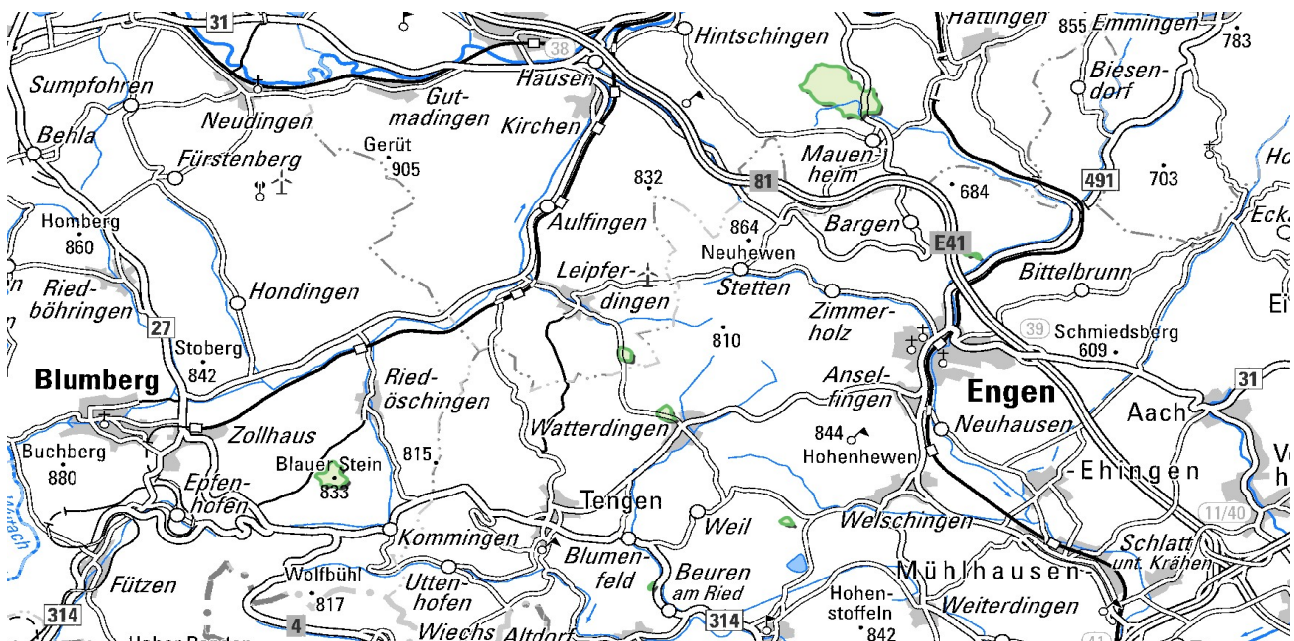 31
38
Hattingen
855
Emmingen
783
Hintschingen
Hausen
Biesen-
dorf
Sumpfohren
Gut-
madingen
Neudingen
Kirchen
Behla
Gerüt
905
Fürstenberg
Mauen-
heim
832
81
684
491
703
Homberg
860
Aulfingen
864
Neuhewen
Bargen
E41
Ried-
böhringen
Hondingen
Leipfer-
dingen
Stetten
Zimmer-
holz
Bittelbrunn
27
Stoberg
842
810
39
Schmiedsberg
609
Blumberg
Ried-
öschingen
Ansel-
fingen
Engen
31
Aach
Zollhaus
Watterdingen
844
Hohenhewen
Neuhausen
Buchberg
880
Blauer Stein
833
815
Epfen-
hofen
Tengen
-Ehingen
Kommingen
Weil
Welschingen
11/40
Blumen-
feld
Schlatt
unt. Krähen
Fützen
Wolfbühl
817
Utten-
hofen
Beuren
am Ried
Mühlhausen-
314
4
Hohen-
stoffeln
842
Weiterdingen
314
Wiechs
Altdorf
41